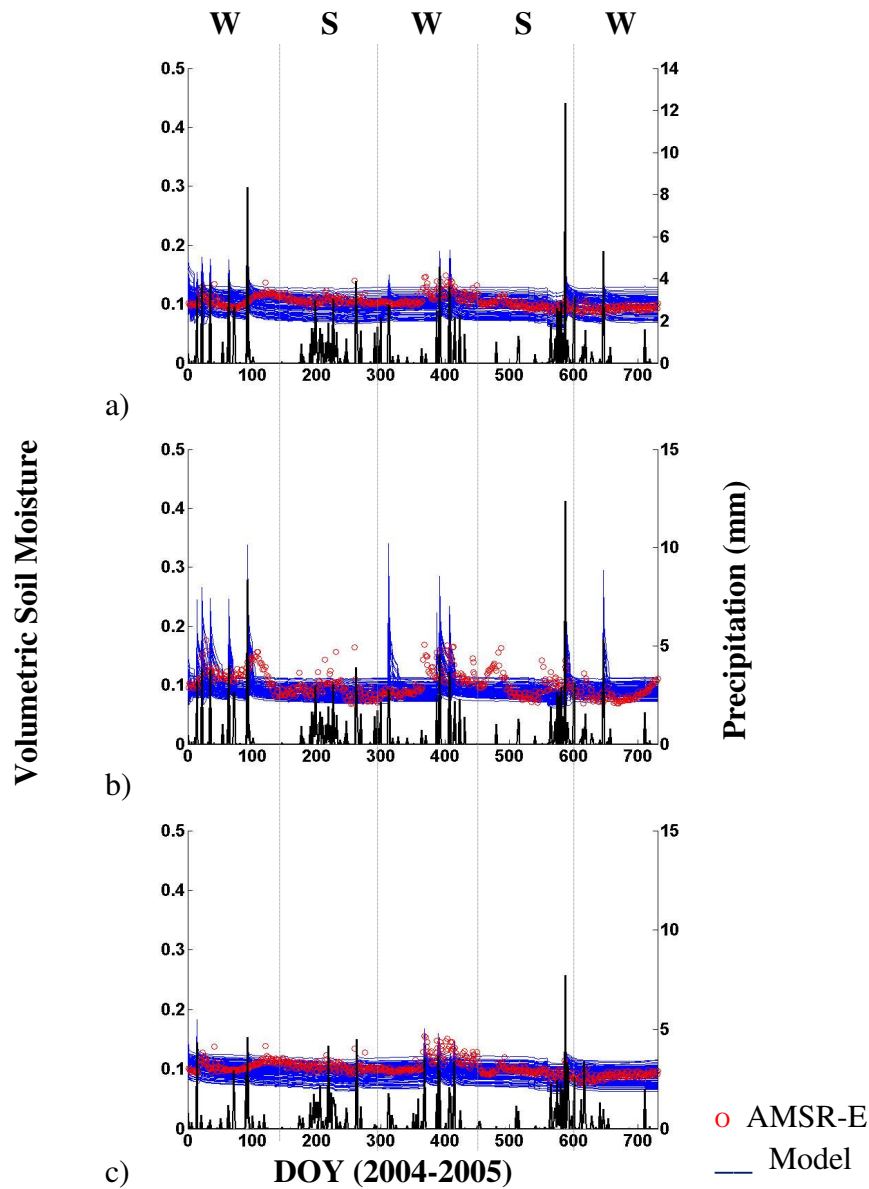 W S W S W
0.5 14
12
0.4
10
0.3 8
6
0.2
4
0.1
2
0 0
0 100 200 300 400 500 600 700
a)
0.5 15
0.4
10
0.3
0.2 5
0.1
0 0
0 100 200 300 400 500 600 700
b)
Volumetric Soil Moisture
Precipitation (mm)
0.5 15
0.4
10
0.3
0.2 5
0.1
0 0
0 100 200 300 400 500 600 700
c) DOY (2004-2005)
o AMSR-E
__ Model